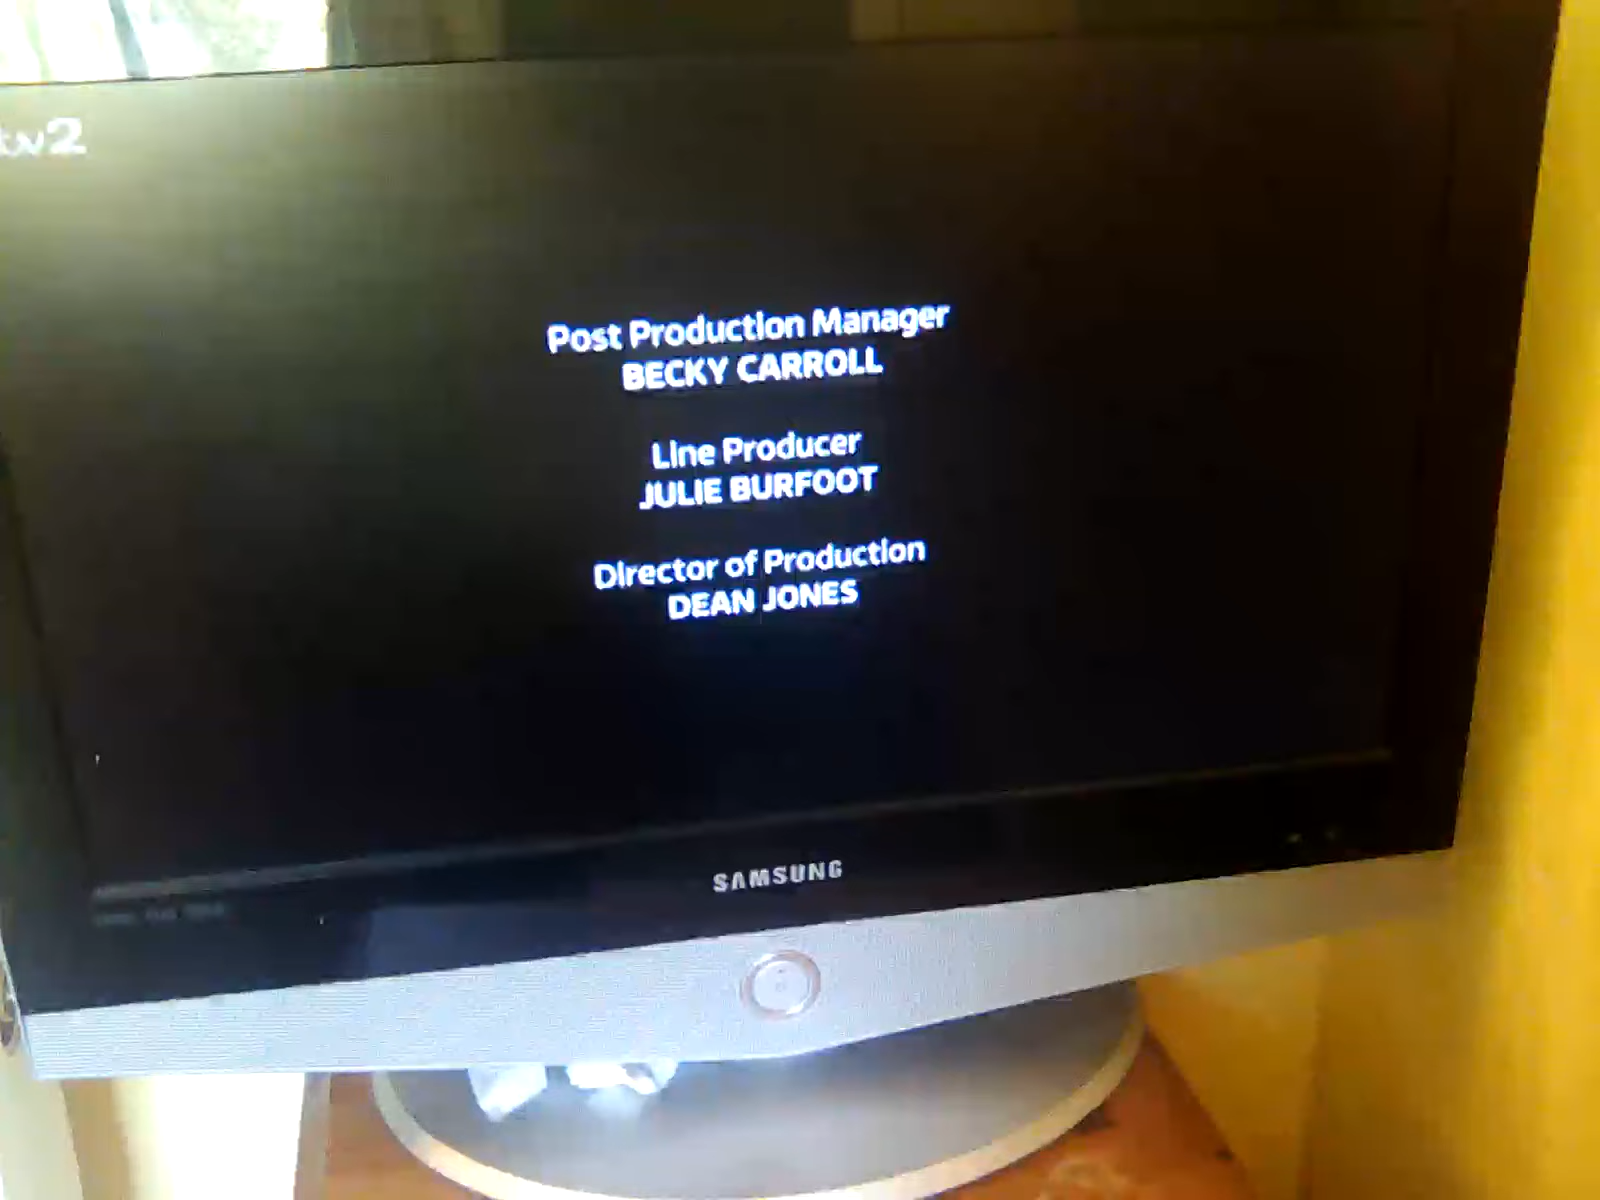 itv2
Post Production Manager
BECKY CARROLL
Line Producer
JULIE BURFOOT
Director of Production
DEAN JONES
SAMSUNG